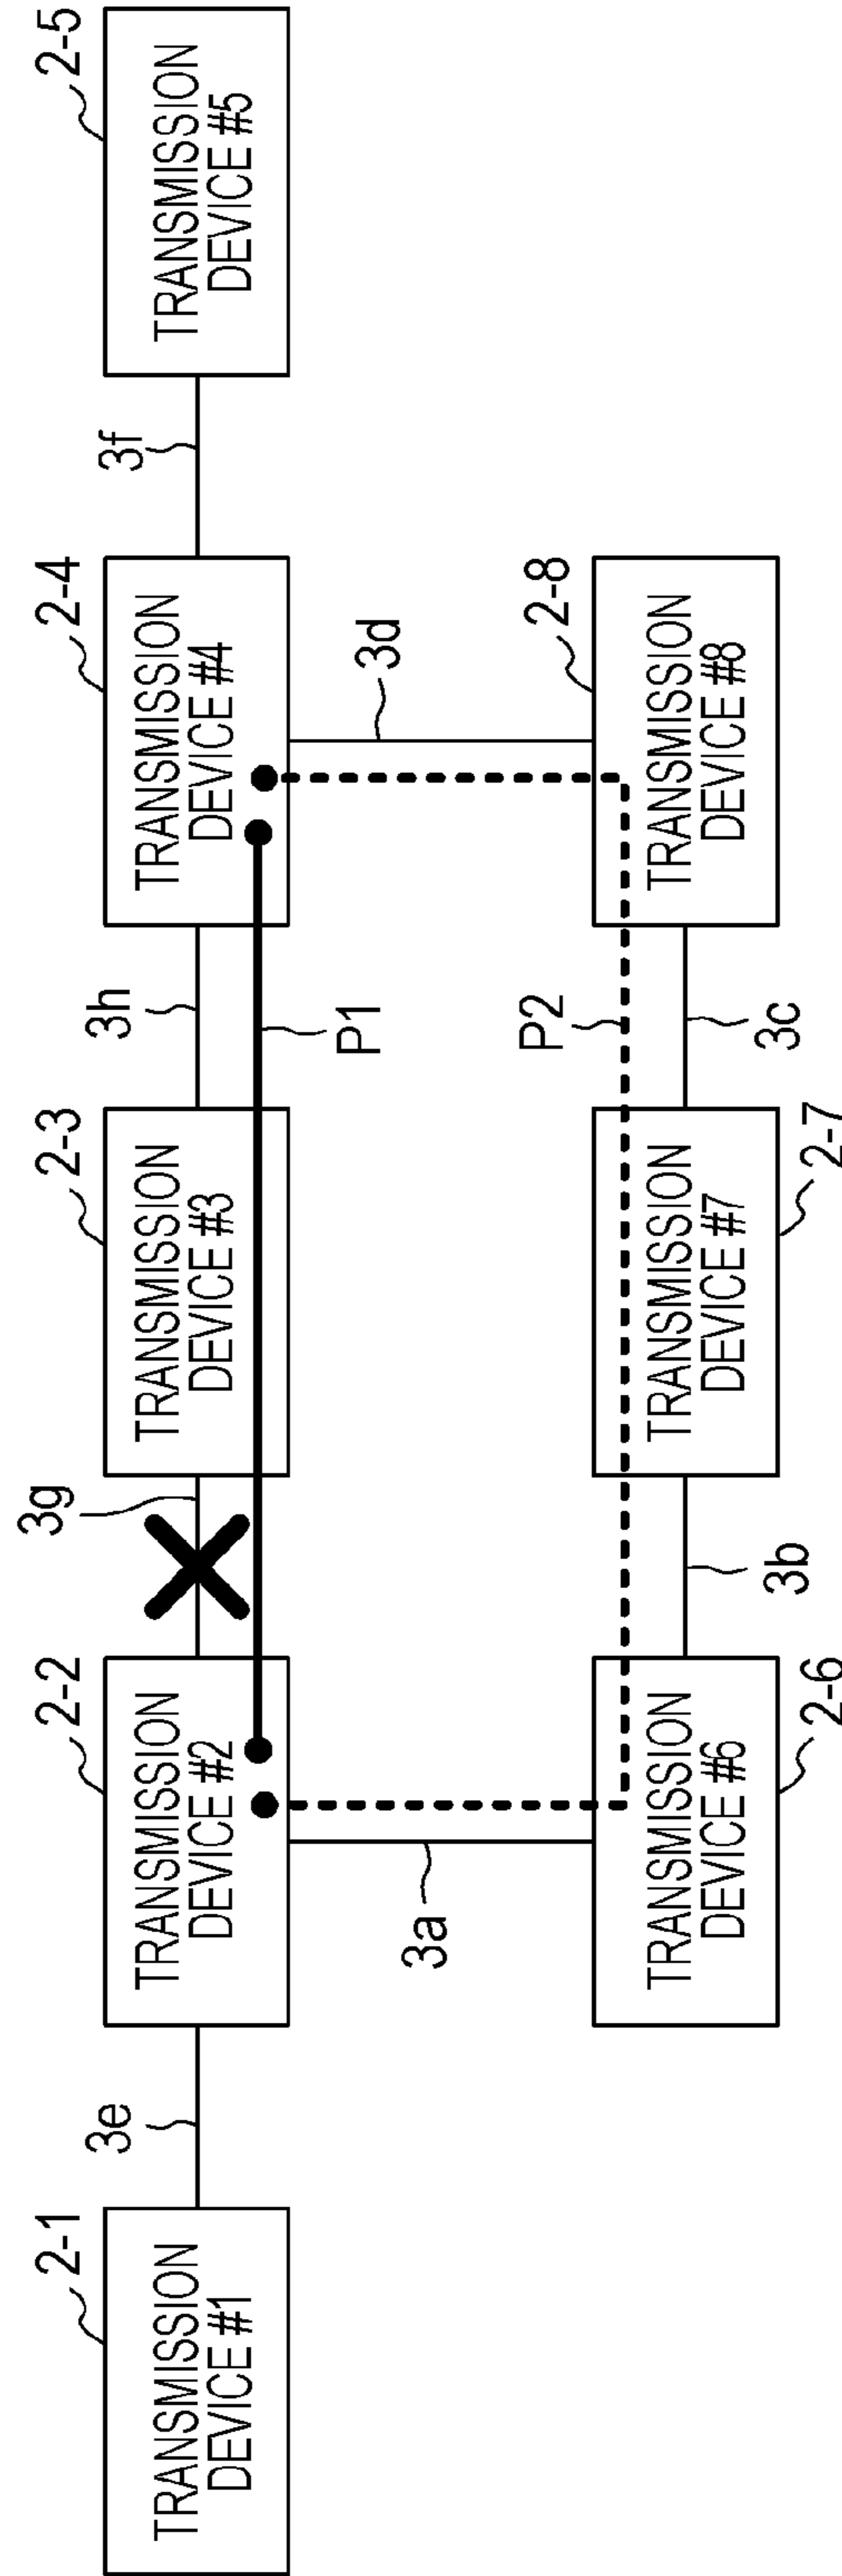 2-1
TRANSMISSION
DEVICE #1
3e
2-2
TRANSMISSION
DEVICE #2
3g
2-3
TRANSMISSION
DEVICE #3
3h
2-4
TRANSMISSION
DEVICE #4
3f
2-5
TRANSMISSION
DEVICE #5
P1
3a
3d
P2
2-8
TRANSMISSION
DEVICE #6
2-6
3b
TRANSMISSION
DEVICE #7
2-7
3c
TRANSMISSION
DEVICE #8